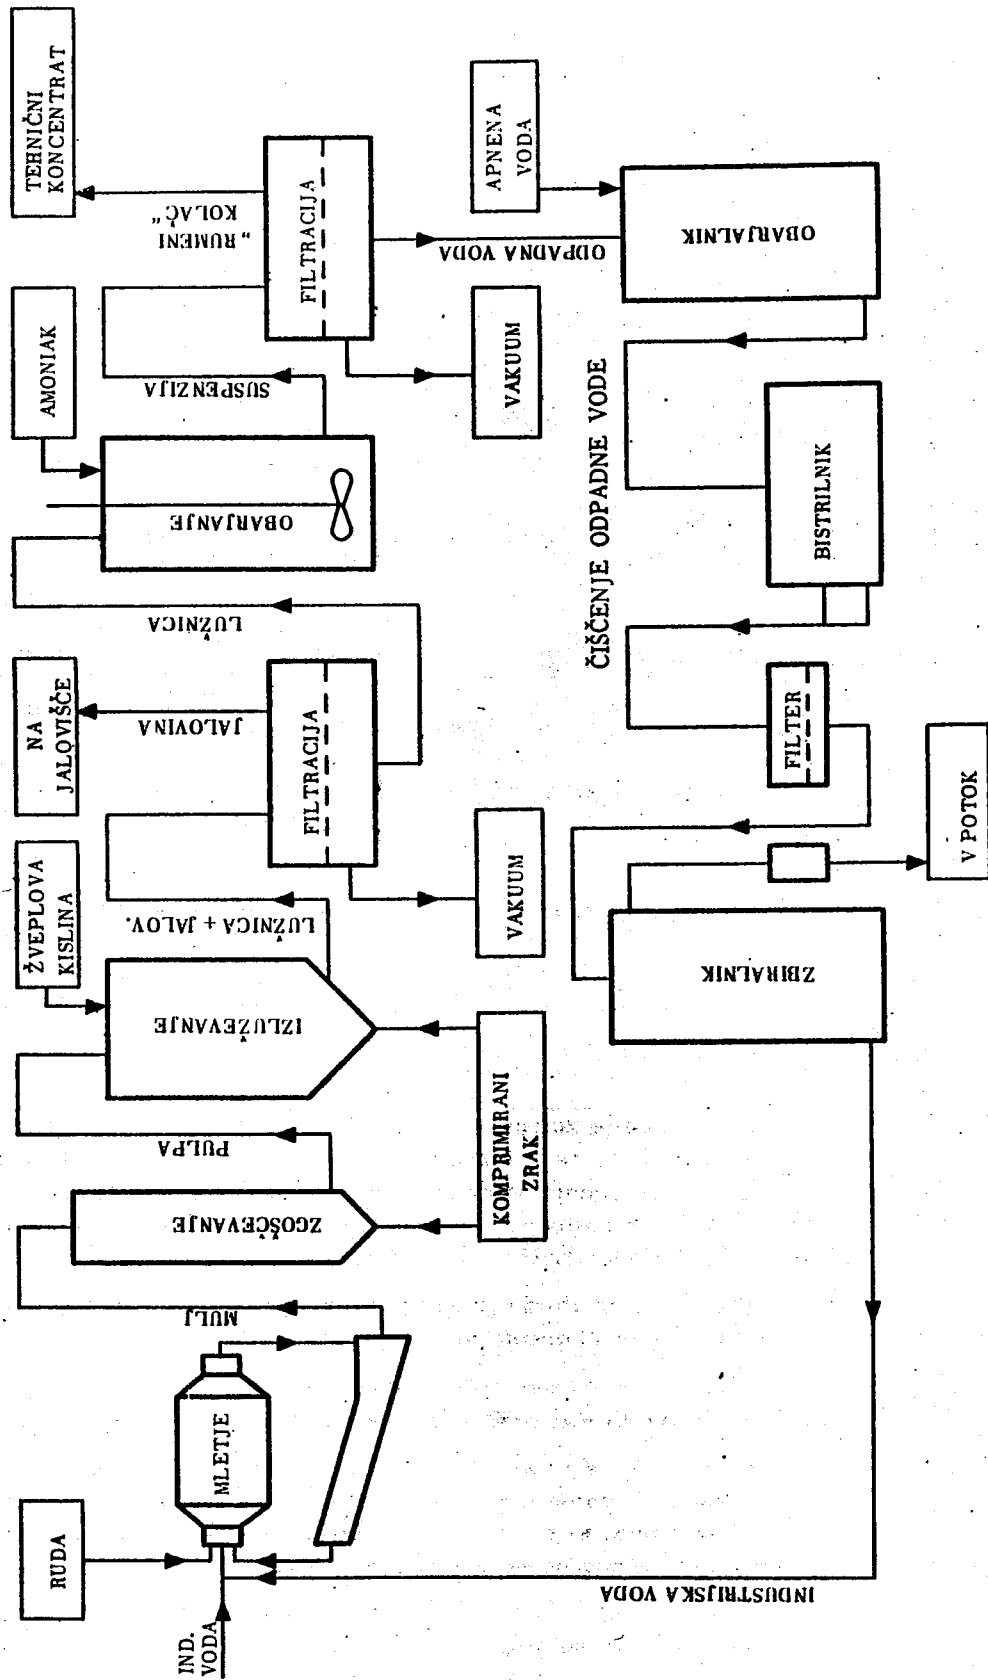 RUDA
IND.
VODA
MLETJE
MULJ
ZGOŠČEVANJE
PULPA
KOMPRIMIRANI
ZRAK
ŽVEPLOVA
KISLINA
IZLUŽEVANJE
LUŽNICA + JALOV.
NA
JALOVIŠČE
JALOVINA
FILTRACIJA
VAKUUM
LUŽNICA
AMONIAK
OBARJANJE
SUSPENZIJA
TEHNIČNI
KONCENTRAT
„ RUMENI
KOLAČ “
FILTRACIJA
VAKUUM
ODPADNA VODA
APNENA
VODA
OBARJALNIK
ČIŠČENJE ODPADNE VODE
BISTRILNIK
FILTER
ZBIRALNIK
V POTOK
INDUSTRIJSKA VODA